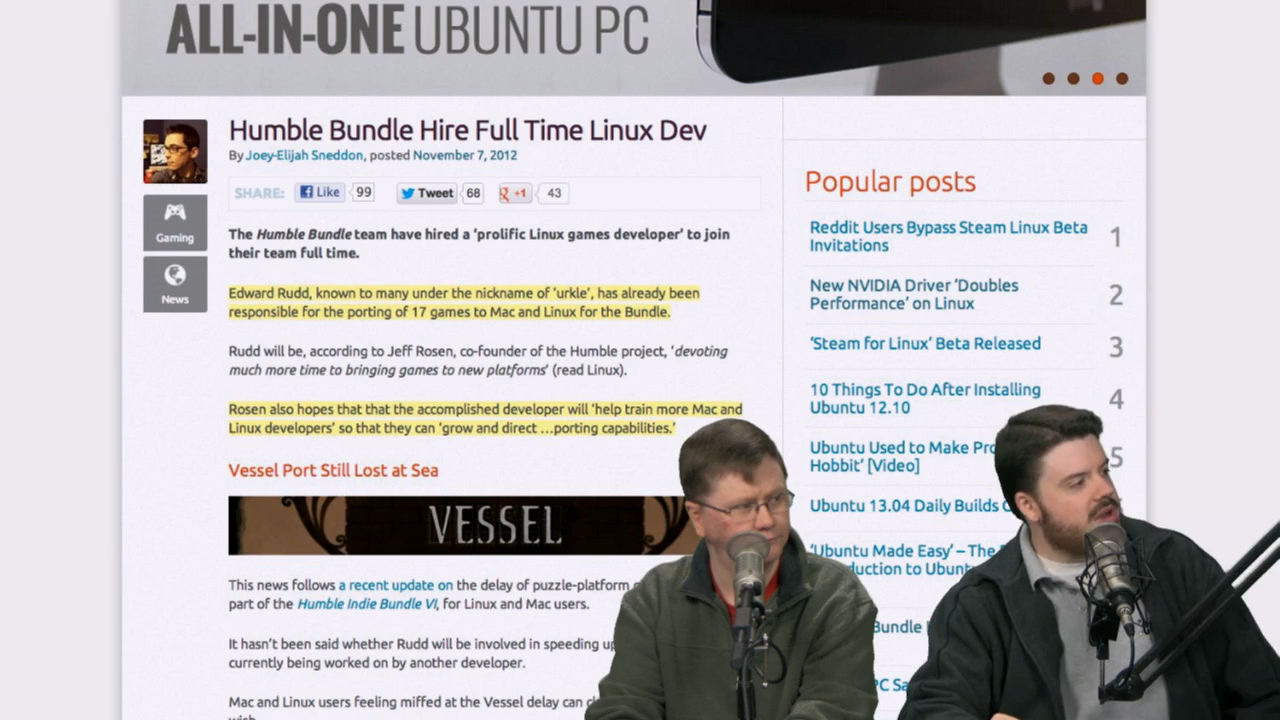 ALL-IN-ONE UBUNTU PC
Humble Bundle Hire Full Time Linux Dev
By Joey-Elijah Sneddon, posted November 7, 2012
SHARE: Like 99 Tweet 68 +1 43
Gaming
News
The Humble Bundle team have hired a ‘prolific Linux games developer’ to join
their team full time.
Edward Rudd, known to many under the nickname of ‘urkle’, has already been
responsible for the porting of 17 games to Mac and Linux for the Bundle.
Rudd will be, according to Jeff Rosen, co-founder of the Humble project, ‘devoting
much more time to bringing games to new platforms’ (read Linux).
Rosen also hopes that that the accomplished developer will ‘help train more Mac and
Linux developers’ so that they can ‘grow and direct …porting capabilities.’
Vessel Port Still Lost at Sea
VESSEL
This news follows a recent update on the delay of puzzle-platform
part of the Humble Indie Bundle VI, for Linux and Mac users.
It hasn’t been said whether Rudd will be involved in speeding up
currently being worked on by another developer.
Mac and Linux users feeling miffed at the Vessel delay can
wish
Popular posts
Reddit Users Bypass Steam Linux Beta
Invitations
1
New NVIDIA Driver ‘Doubles
Performance’ on Linux
2
‘Steam for Linux’ Beta Released
3
10 Things To Do After Installing
Ubuntu 12.10
4
Ubuntu Used to Make
Hobbit’ [Video]
5
Ubuntu 13.04 Daily Builds
‘Ubuntu Made Easy’ – The
to
Bundle